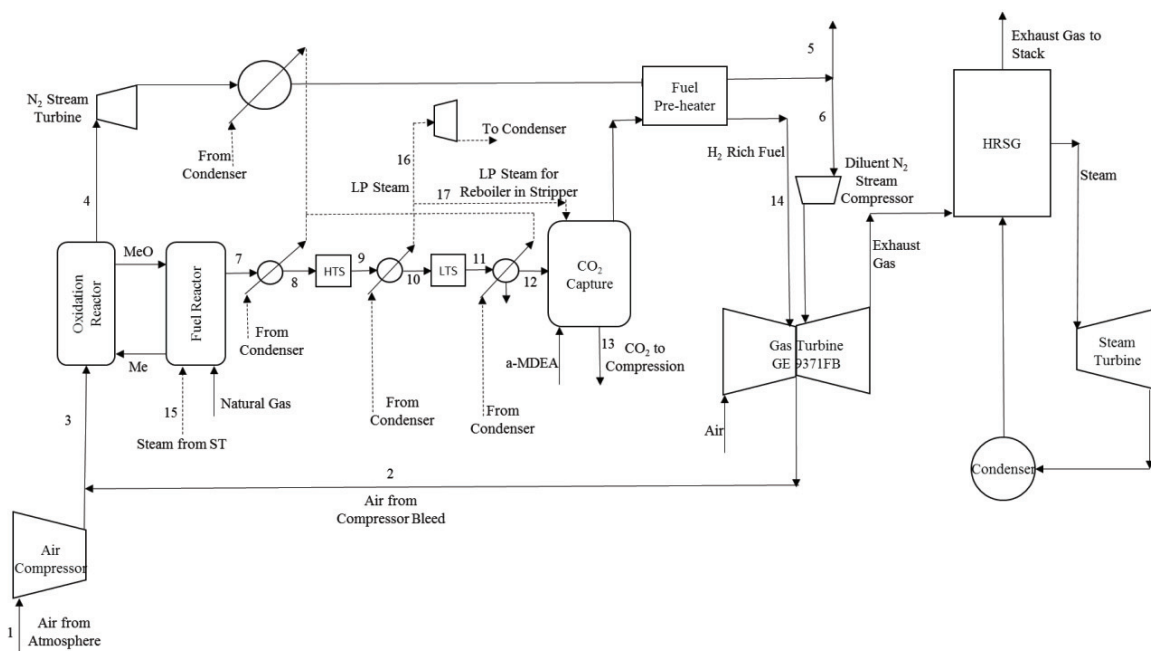 5
Exhaust Gas to
Stack
N₂ Stream
Turbine
Fuel
Pre-heater
From
Condenser
To Condenser
16
LP Steam
LP Steam for
Reboiler in Stripper
17
6
H₂ Rich Fuel
14
Diluent N₂
Stream
Compressor
HRSG
Steam
4
MeO
Oxidation
Reactor
Fuel Reactor
7
8
HTS
9
10
LTS
11
12
CO₂
Capture
Exhaust
Gas
Me
From
Condenser
13
CO₂ to
Compression
a-MDEA
Gas Turbine
GE 9371FB
Steam
Turbine
3
15
Natural Gas
Steam from ST
From
Condenser
From
Condenser
Air
2
Air from
Compressor Bleed
Condenser
Air
Compressor
1
Air from
Atmosphere